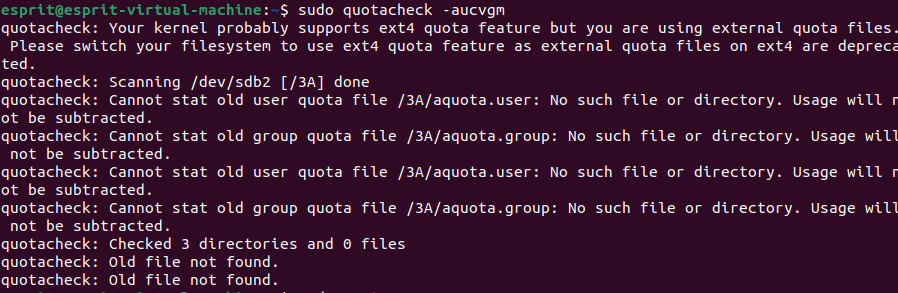 esprit@esprit-virtual-machine:~$ sudo quotacheck -aucvgm
quotacheck: Your kernel probably supports ext4 quota feature but you are using external quota files.
 Please switch your filesystem to use ext4 quota feature as external quota files on ext4 are depreca
ted.
quotacheck: Scanning /dev/sdb2 [/3A] done
quotacheck: Cannot stat old user quota file /3A/aquota.user: No such file or directory. Usage will n
ot be subtracted.
quotacheck: Cannot stat old group quota file /3A/aquota.group: No such file or directory. Usage will
 not be subtracted.
quotacheck: Cannot stat old user quota file /3A/aquota.user: No such file or directory. Usage will n
ot be subtracted.
quotacheck: Cannot stat old group quota file /3A/aquota.group: No such file or directory. Usage will
 not be subtracted.
quotacheck: Checked 3 directories and 0 files
quotacheck: Old file not found.
quotacheck: Old file not found.